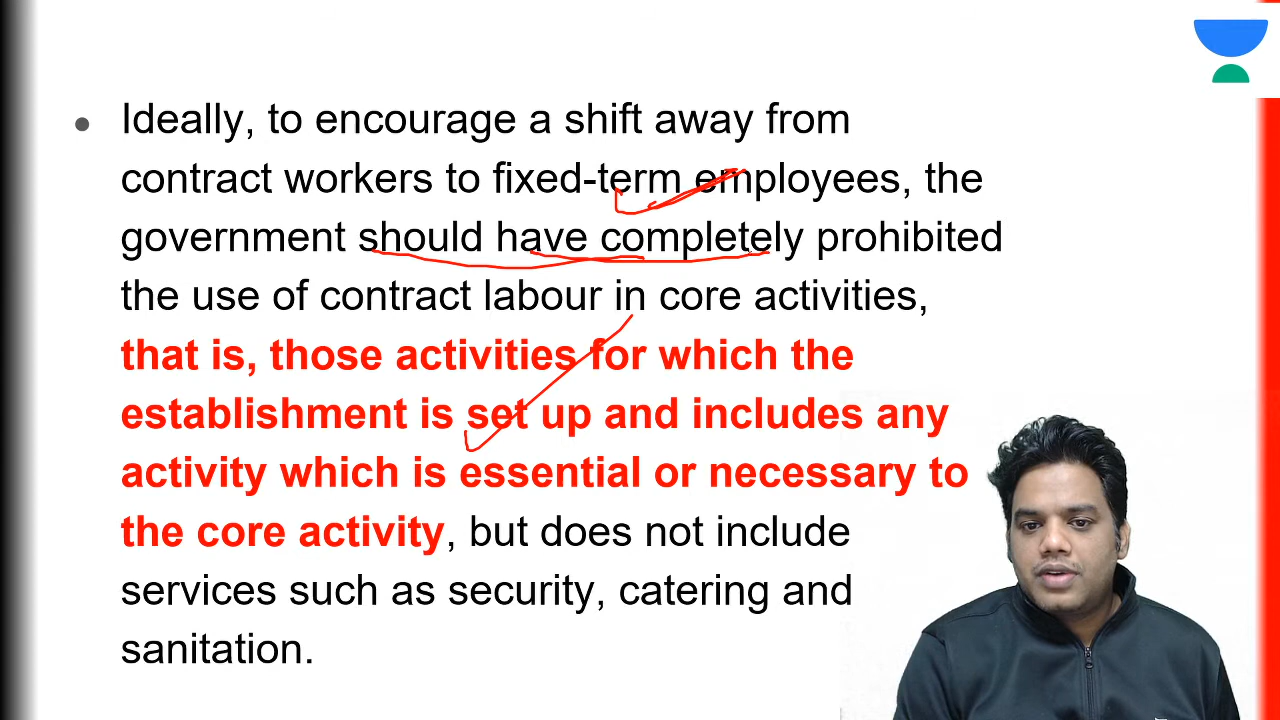 Ideally, to encourage a shift away from
contract workers to fixed-term employees, the
government should have completely prohibited
the use of contract labour in core activities,
that is, those activities for which the
establishment is set up and includes any
activity which is essential or necessary to
the core activity, but does not include
services such as security, catering and
sanitation.